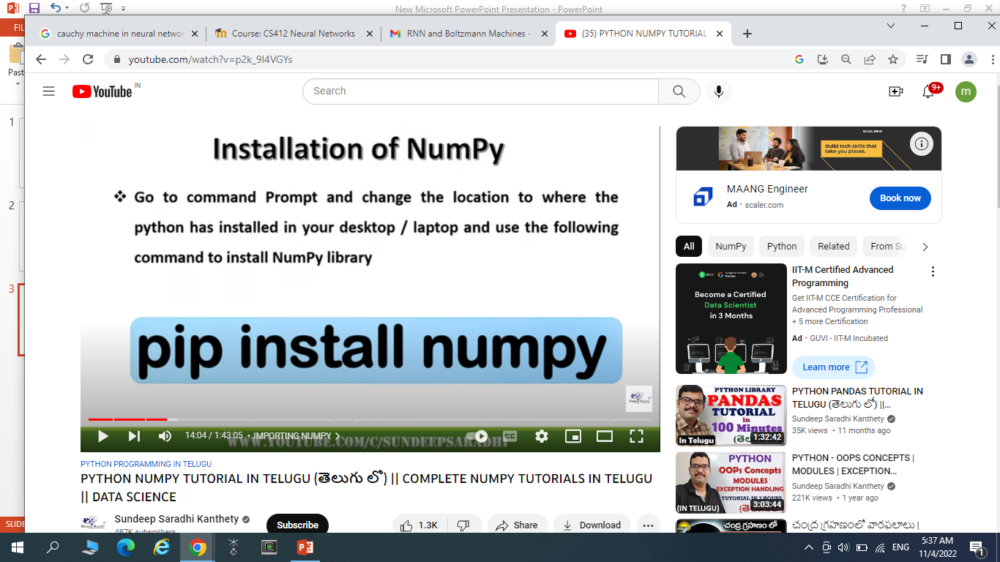 New Microsoft PowerPoint Presentation - PowerPoint
FIL
cauchy machine in neural networ
Course: CS412 Neural Networks
RNN and Boltzmann Machines -
(35) PYTHON NUMPY TUTORIAL
youtube.com/watch?v=p2k_9I4VGYs
Past
YouTube IN
Search
9+
m
1
2
3
Installation of NumPy
❖ Go to command Prompt and change the location to where the
python has installed in your desktop / laptop and use the following
command to install NumPy library
pip install numpy
14:04 / 1:43:05 • IMPORTING NUMPY
CC
WWW.YOUTUBE.COM/C/SUNDEEPSARADHI
PYTHON PROGRAMMING IN TELUGU
PYTHON NUMPY TUTORIAL IN TELUGU (తెలుగు లో) || COMPLETE NUMPY TUTORIALS IN TELUGU
|| DATA SCIENCE
Sundeep Saradhi Kanthety
487K subscribers
Subscribe
1.3K
Share
Download
SCALER
Build tech skills that
take you places.
MAANG Engineer
Ad · scaler.com
Book now
All
NumPy
Python
Related
From Su
GUVI
Become a Certified
Data Scientist
in 3 Months
IIT-M Certified Advanced
Programming
Get IIT-M CCE Certification for
Advanced Programming Professional
+ 5 more Certification
Ad · GUVI - IIT-M Incubated
Learn more
PYTHON LIBRARY
PANDAS
TUTORIAL
in
100 Minutes
In Telugu
1:32:42
PYTHON PANDAS TUTORIAL IN
TELUGU (తెలుగు లో) ||...
Sundeep Saradhi Kanthety
35K views • 11 months ago
PYTHON
OOPs Concepts
MODULES
EXCEPTION HANDLING
TUTORIAL IN 3 HOURS
(IN TELUGU)
3:03:44
PYTHON - OOPS CONCEPTS |
MODULES | EXCEPTION...
Sundeep Saradhi Kanthety
221K views • 1 year ago
చంద్ర గ్రహణం లో
చంద్ర గ్రహణంలో వారఫలాలు |
SLIDE
ENG
5:37 AM
11/4/2022
1